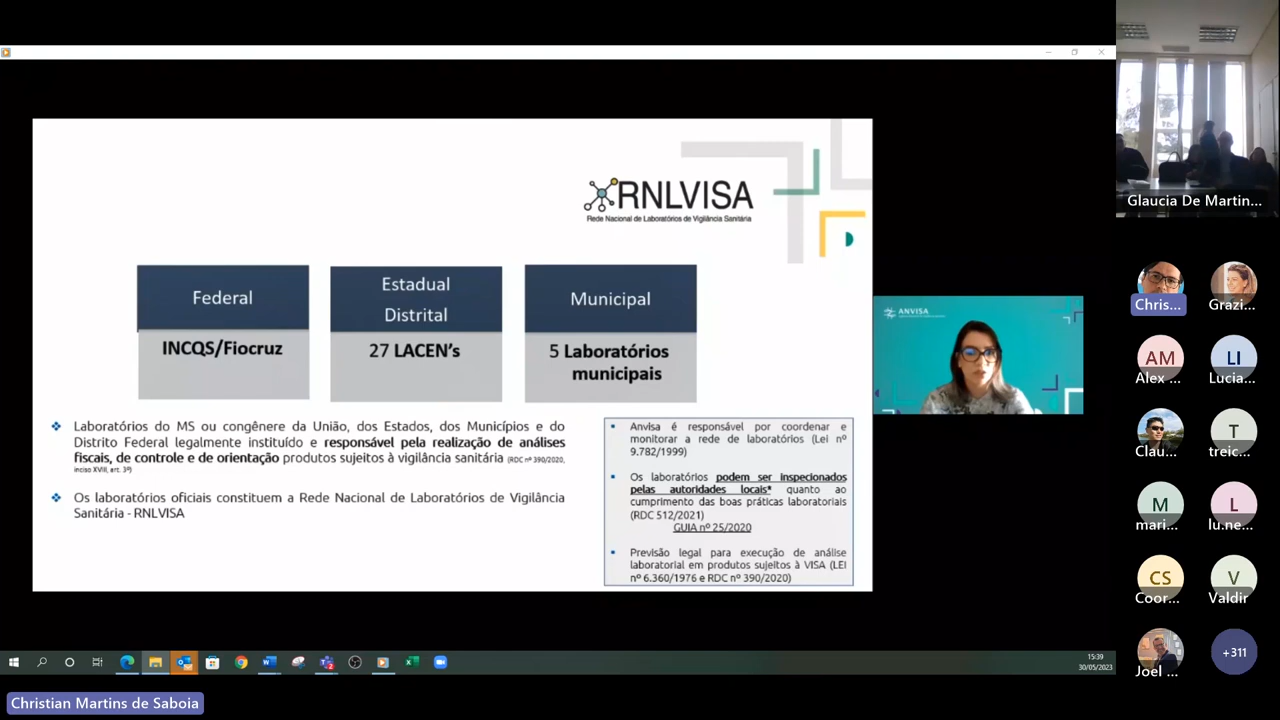 RNLVISA
Rede Nacional de Laboratórios de Vigilância Sanitária
Federal
INCQS/Fiocruz
Estadual
Distrital
27 LACEN's
Municipal
5 Laboratórios
municipais
Laboratórios do MS ou congênere da União, dos Estados, dos Municípios e do
Distrito Federal legalmente instituído e responsável pela realização de análises
fiscais, de controle e de orientação produtos sujeitos à vigilância sanitária (RDC nº 390/2020,
inciso XVIII, art. 3º)
Os laboratórios oficiais constituem a Rede Nacional de Laboratórios de Vigilância
Sanitária - RNLVISA
Anvisa é responsável por coordenar e
monitorar a rede de laboratórios (Lei nº
9.782/1999)
Os laboratórios podem ser inspecionados
pelas autoridades locais* quanto ao
cumprimento das boas práticas laboratoriais
(RDC 512/2021)
GUIA nº 25/2020
Previsão legal para execução de análise
laboratorial em produtos sujeitos à VISA (LEI
nº 6.360/1976 e RDC nº 390/2020)
ANVISA
Glaucia De Martin...
Chris...
Grazi...
AM
Alex ...
LI
Lucia...
Clau...
T
treic...
M
mari...
L
lu.ne...
CS
Coor...
V
Valdir
Joel ...
+311
15:39
30/05/2023
Christian Martins de Saboia